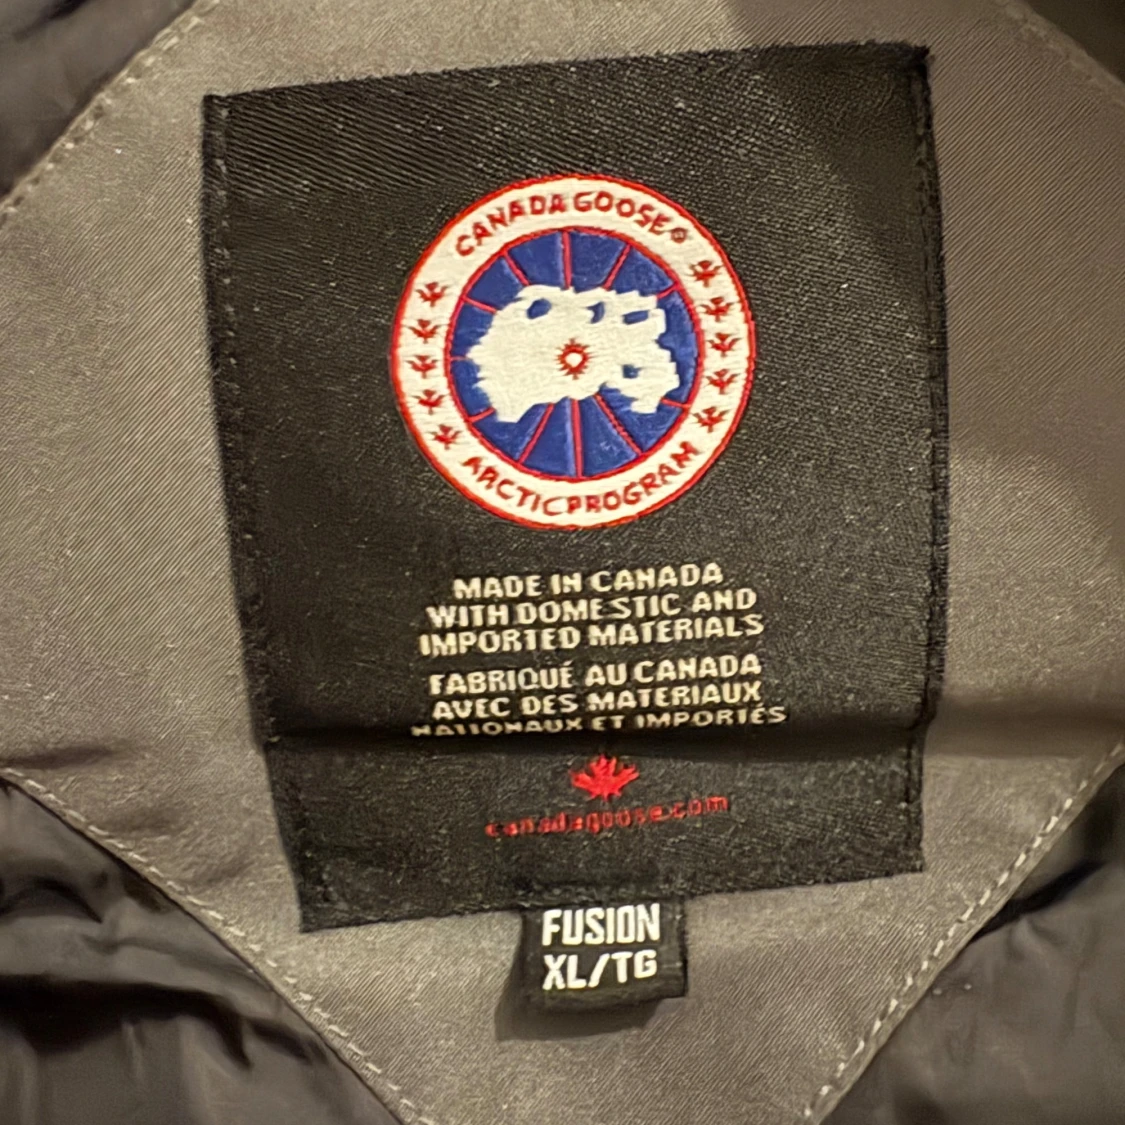 CANADA GOOSE®
ARCTIC PROGRAM
MADE IN CANADA
WITH DOMESTIC AND
IMPORTED MATERIALS
FABRIQUÉ AU CANADA
AVEC DES MATERIAUX
NATIONAUX ET IMPORTÉS
canadagoose.com
FUSION
XL/TG